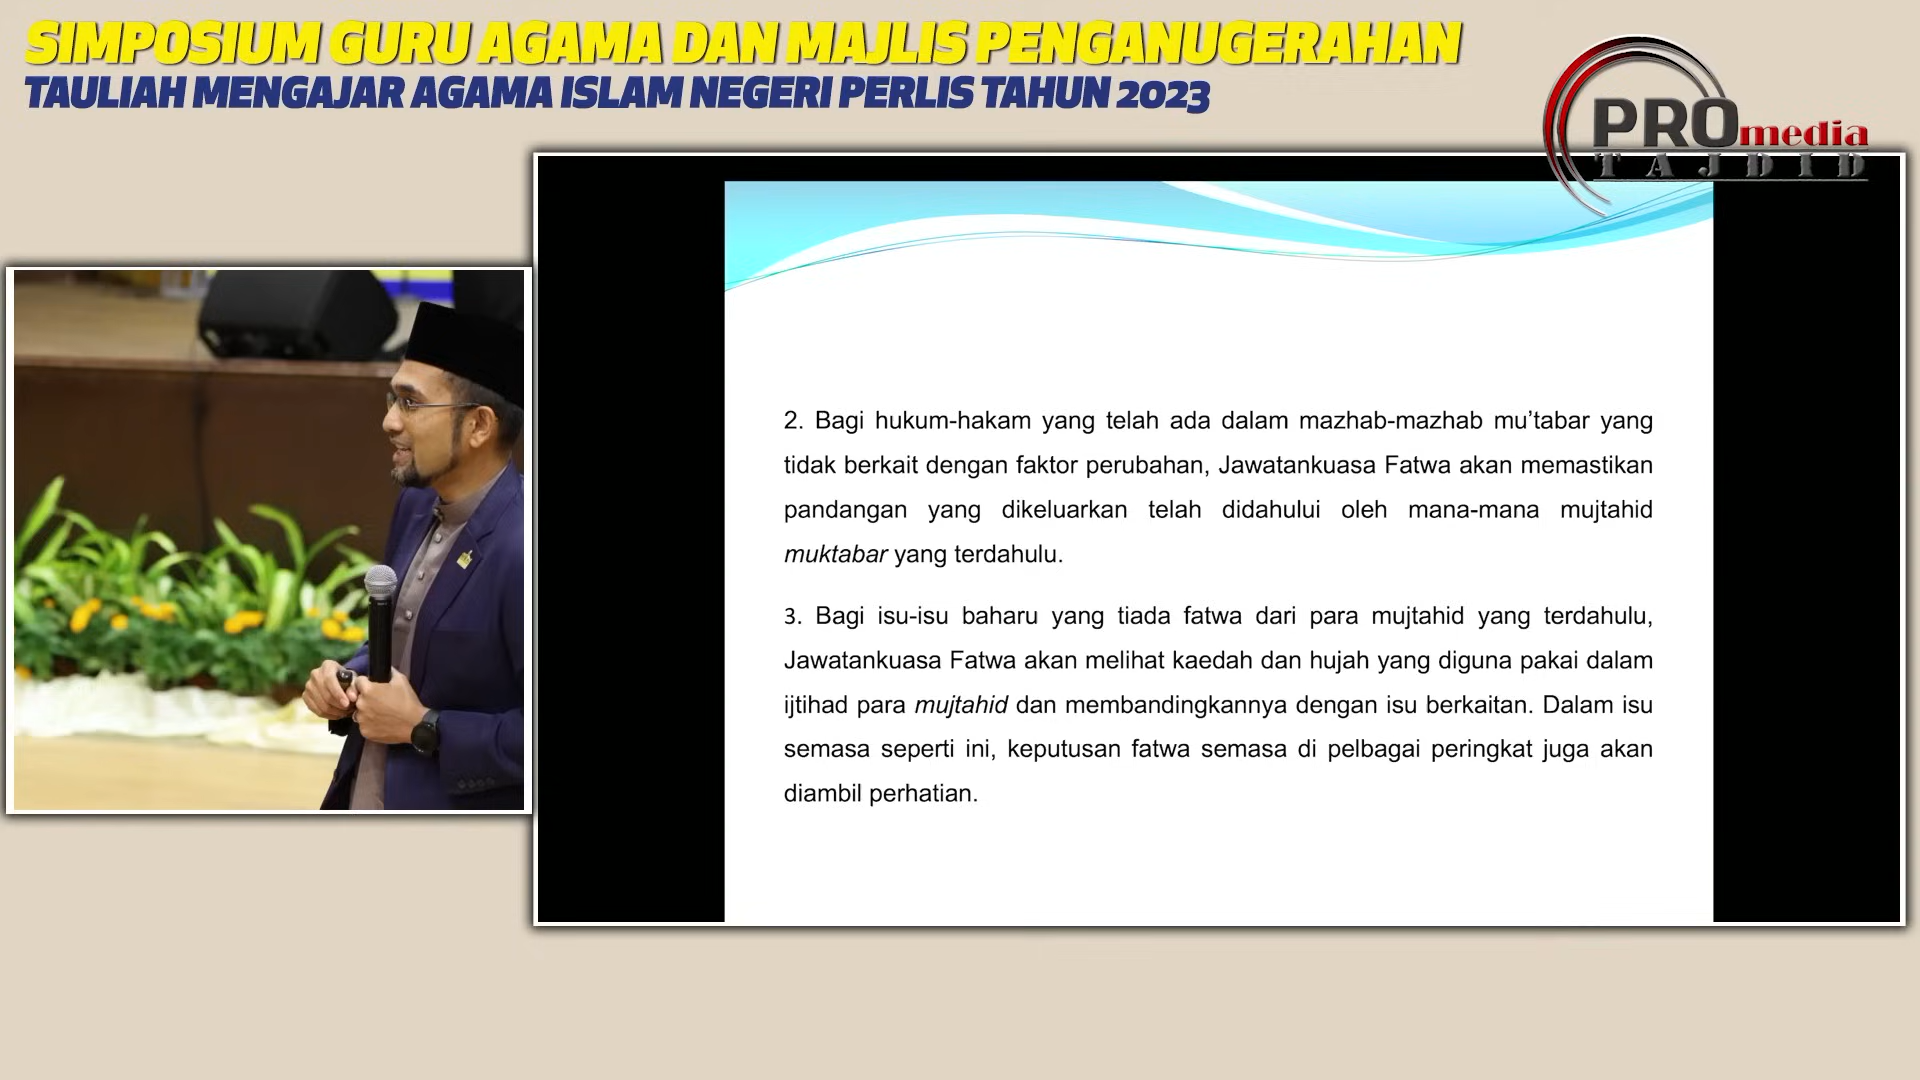 SIMPOSIUM GURU AGAMA DAN MAJLIS PENGANUGERAHAN
TAULIAH MENGAJAR AGAMA ISLAM NEGERI PERLIS TAHUN 2023
PROmedia
TAJDID
2. Bagi hukum-hakam yang telah ada dalam mazhab-mazhab mu’tabar yang
tidak berkait dengan faktor perubahan, Jawatankuasa Fatwa akan memastikan
pandangan yang dikeluarkan telah didahului oleh mana-mana mujtahid
muktabar yang terdahulu.
3. Bagi isu-isu baharu yang tiada fatwa dari para mujtahid yang terdahulu,
Jawatankuasa Fatwa akan melihat kaedah dan hujah yang diguna pakai dalam
ijtihad para mujtahid dan membandingkannya dengan isu berkaitan. Dalam isu
semasa seperti ini, keputusan fatwa semasa di pelbagai peringkat juga akan
diambil perhatian.